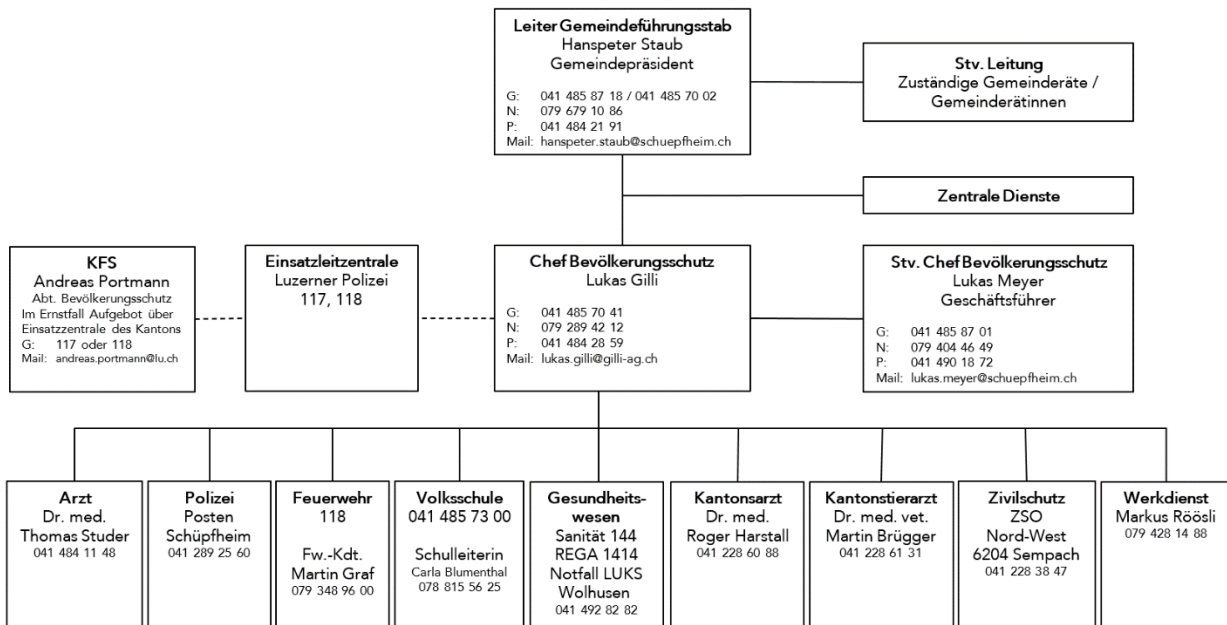 Leiter Gemeindeführungsstab
Hanspeter Staub
Gemeindepräsident
G: 041 485 87 18 / 041 485 70 02
N: 079 679 10 86
P: 041 484 21 91
Mail: hanspeter.staub@schuepfheim.ch
Stv. Leitung
Zuständige Gemeinderäte /
Gemeinderätinnen
Zentrale Dienste
KFS
Andreas Portmann
Abt. Bevölkerungsschutz
Im Ernstfall Aufgebot über
Einsatzzentrale des Kantons
G: 117 oder 118
Mail: andreas.portmann@lu.ch
Einsatzleitzentrale
Luzerner Polizei
117, 118
Chef Bevölkerungsschutz
Lukas Gilli
G: 041 485 70 41
N: 079 289 42 12
P: 041 484 28 59
Mail: lukas.gilli@gilli-ag.ch
Stv. Chef Bevölkerungsschutz
Lukas Meyer
Geschäftsführer
G: 041 485 87 01
N: 079 404 46 49
P: 041 490 18 72
Mail: lukas.meyer@schuepfheim.ch
Arzt
Dr. med.
Thomas Studer
041 484 11 48
Polizei
Posten
Schüpfheim
041 289 25 60
Feuerwehr
118
Fw.-Kdt.
Martin Graf
079 348 96 00
Volksschule
041 485 73 00
Schulleiterin
Carla Blumenthal
078 815 56 25
Gesundheits-
wesen
Sanität 144
REGA 1414
Notfall LUKS
Wolhusen
041 492 82 82
Kantonsarzt
Dr. med.
Roger Harstall
041 228 60 88
Kantonstierarzt
Dr. med. vet.
Martin Brügger
041 228 61 31
Zivilschutz
ZSO
Nord-West
6204 Sempach
041 228 38 47
Werkdienst
Markus Röösli
079 428 14 88